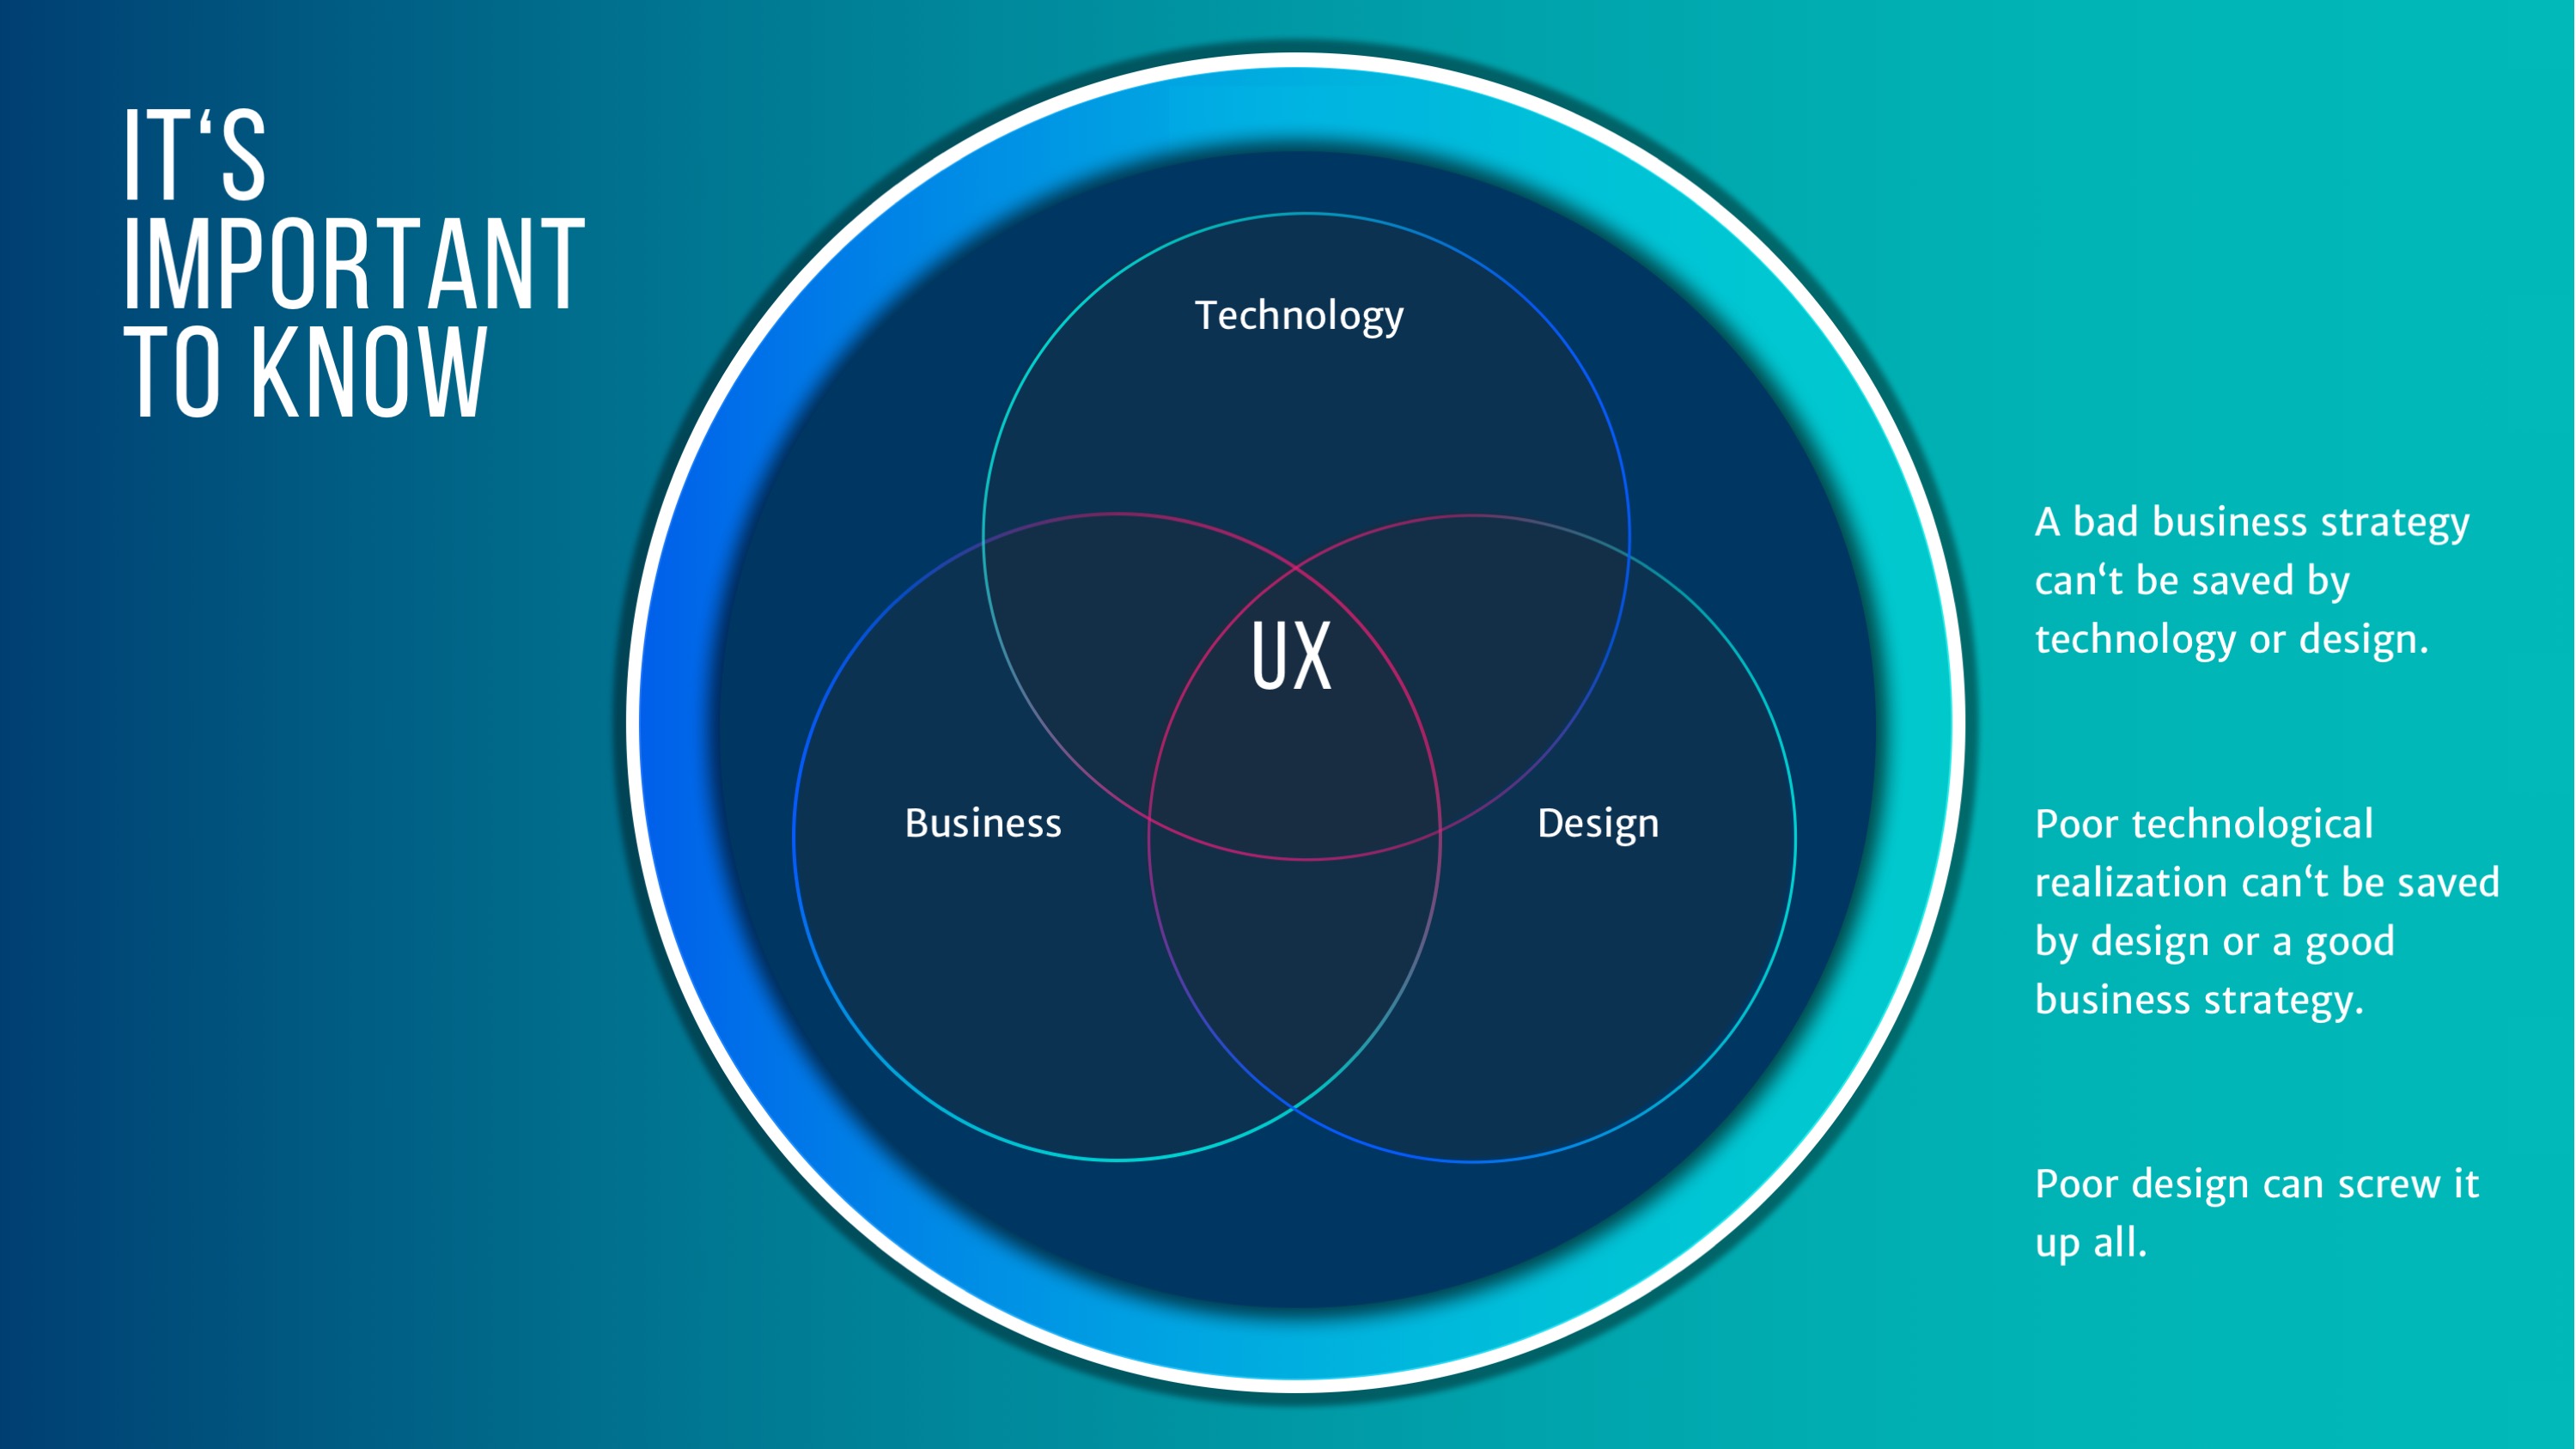 IT‘S
IMPORTANT
TO KNOW
Technology
UX
Business
Design
A bad business strategy
can‘t be saved by
technology or design.
Poor technological
realization can‘t be saved
by design or a good
business strategy.
Poor design can screw it
up all.